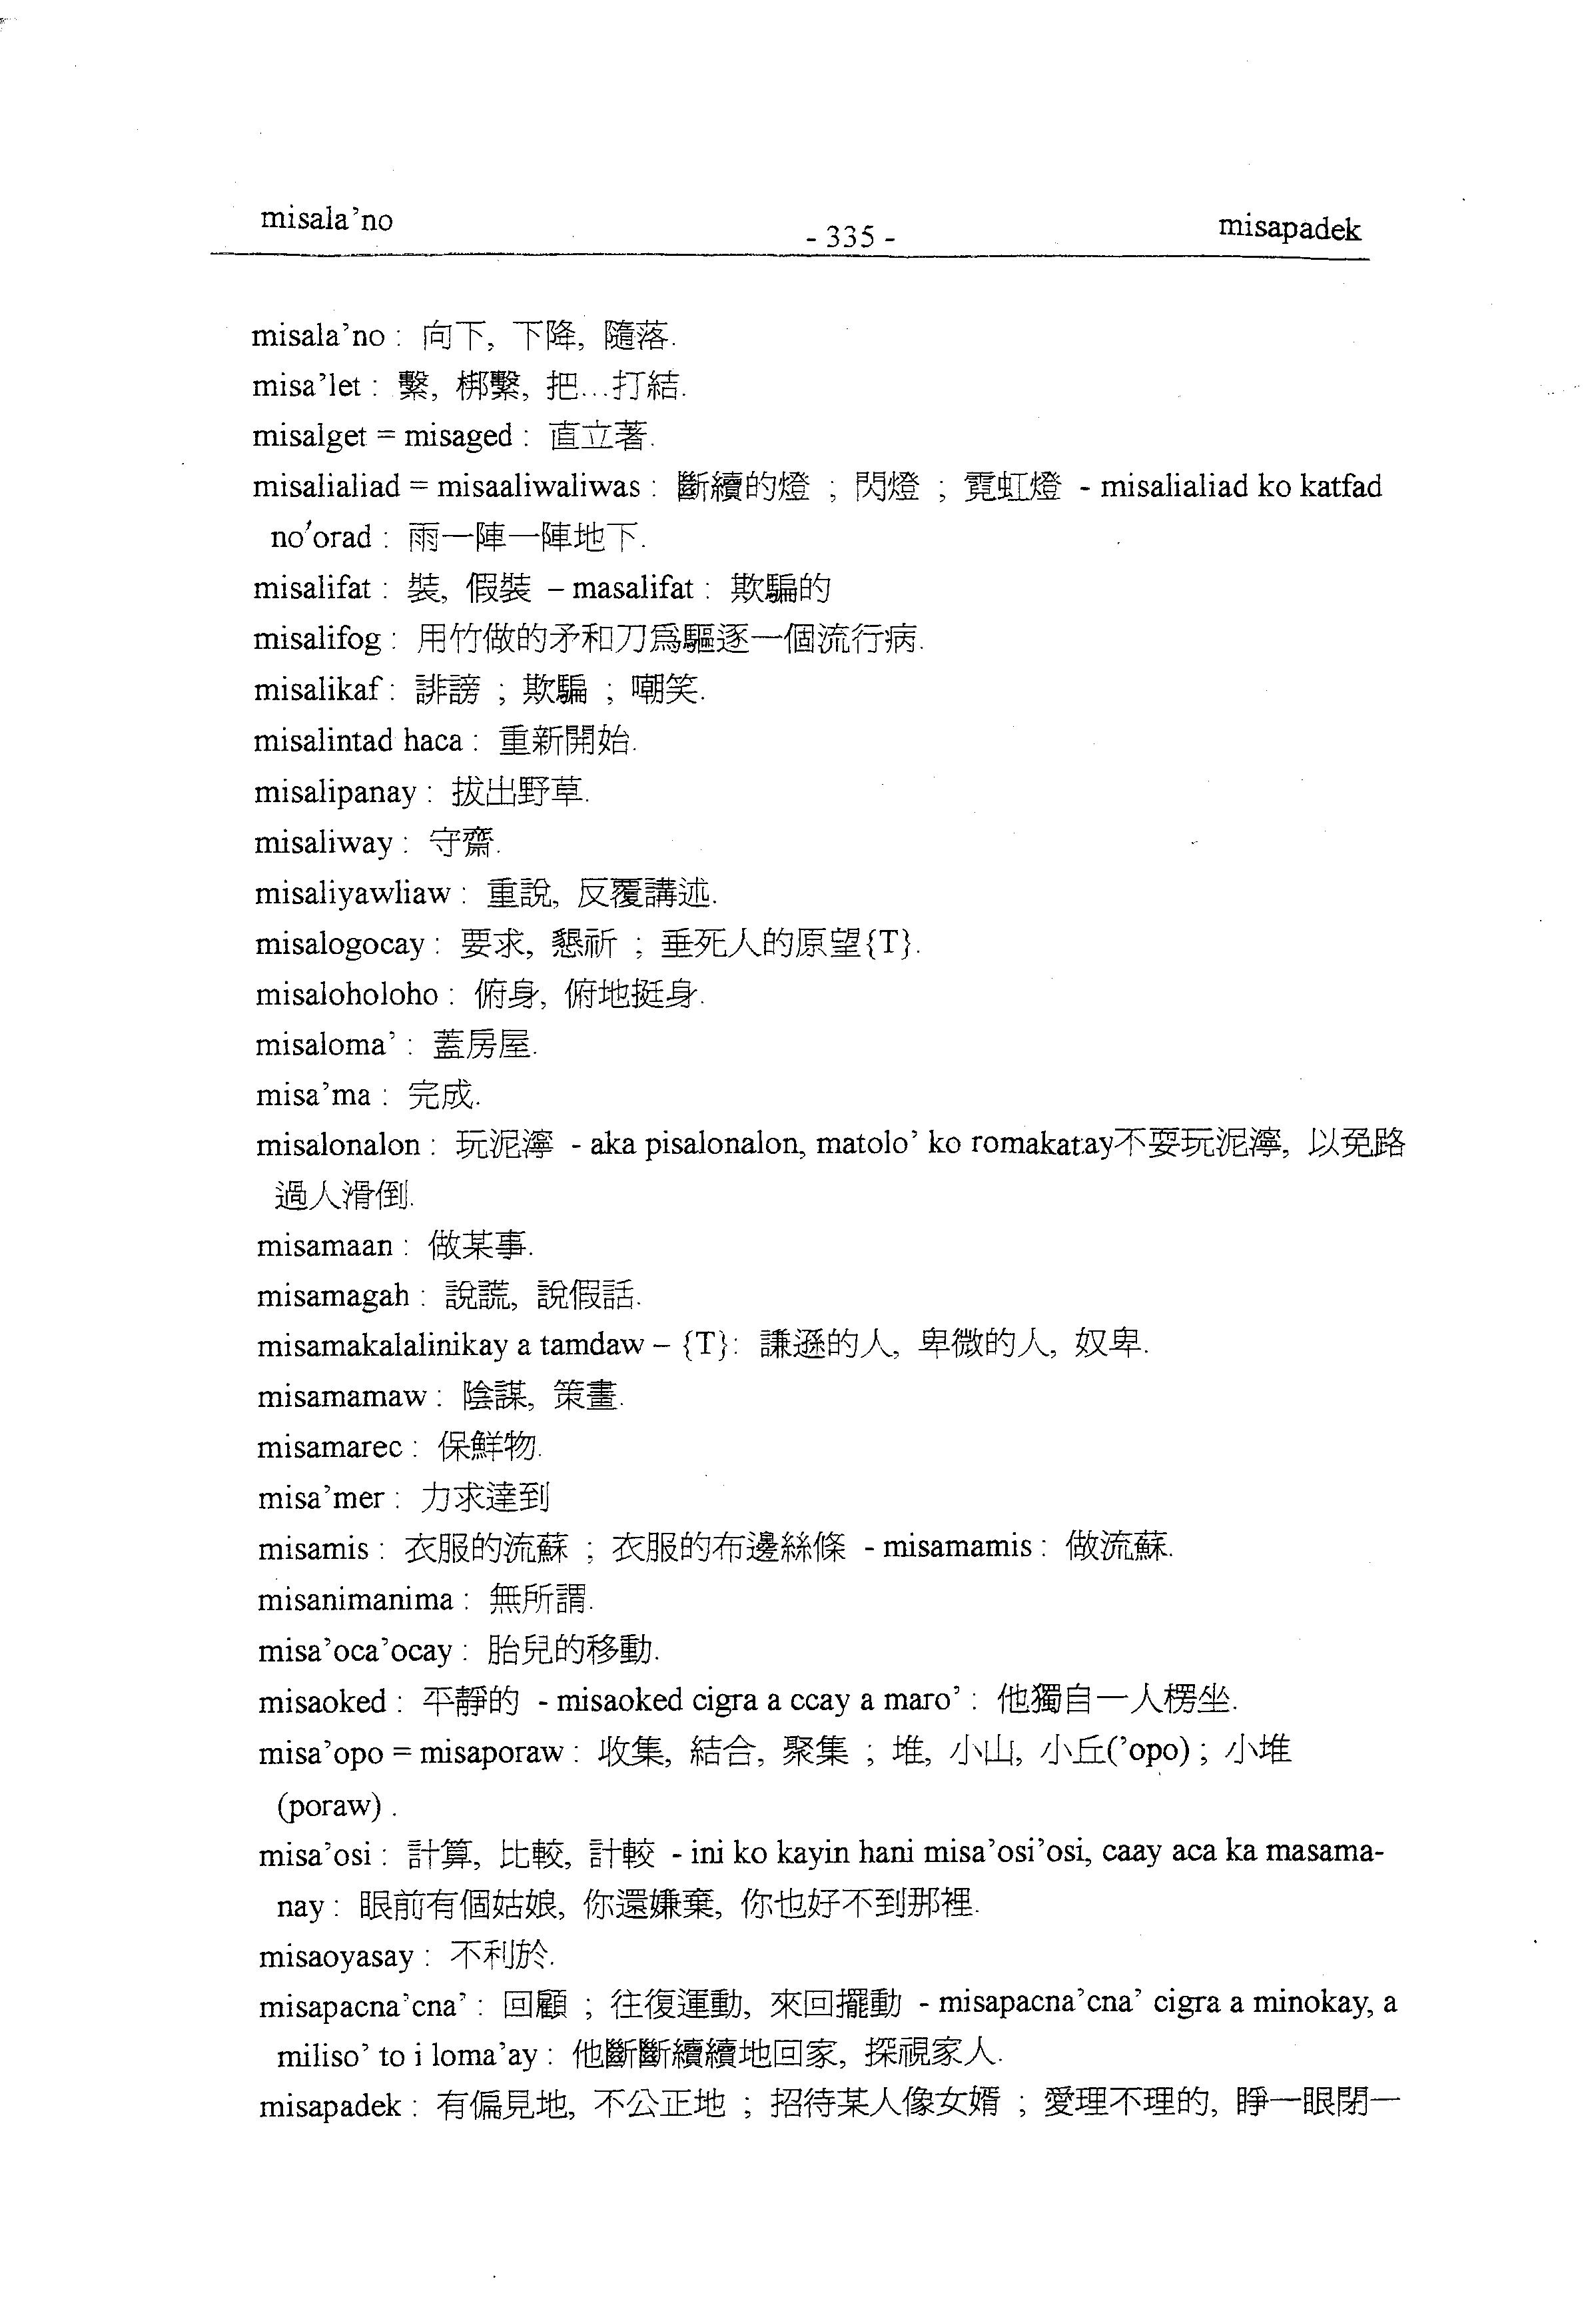 misala’no
- 335 -
misapadek
misala’no : 向下, 下降, 隨落.
misa’let : 繫, 梆繫, 把…打結.
misalget = misaged : 直立著.
misalialiad = misaaliwaliwas : 斷續的燈 ; 閃燈 ; 霓虹燈 - misalialiad ko katfad
no’orad : 雨一陣一陣地下.
misalifat : 裝, 假裝 – masalifat : 欺騙的
misalifog : 用竹做的矛和刀為驅逐一個流行病.
misalikaf : 誹謗 ; 欺騙 ; 嘲笑.
misalintad haca : 重新開始.
misalipanay : 拔出野草.
misaliway : 守齋.
misaliyawliaw : 重說, 反覆講述.
misalogocay : 要求, 懇祈 ; 垂死人的原望{T}.
misaloholoho : 俯身, 俯地挺身.
misaloma’ : 蓋房屋.
misa’ma : 完成.
misalonalon : 玩泥濘 - aka pisalonalon, matolo’ ko romakat.ay不耍玩泥濘, 以免路
過人滑倒.
misamaan : 做某事.
misamagah : 說謊, 說假話.
misamakalalinikay a tamdaw – {T}: 謙遜的人, 卑微的人, 奴卑.
misamamaw : 陰謀, 策畫.
misamarec : 保鮮物.
misa’mer : 力求達到
misamis : 衣服的流蘇 ; 衣服的布邊絲條 - misamamis : 做流蘇.
misanimanima : 無所謂.
misa’oca’ocay : 胎兒的移動.
misaoked : 平靜的 - misaoked cigra a ccay a maro’ : 他獨自一人楞坐.
misa’opo = misaporaw : 收集, 結合, 聚集 ; 堆, 小山, 小丘(’opo) ; 小堆
(poraw) .
misa’osi : 計算, 比較, 計較 - ini ko kayin hani misa’osi’osi, caay aca ka masama-
nay : 眼前有個姑娘, 你還嫌棄, 你也好不到那裡.
misaoyasay : 不利於.
misapacna’cna’ : 回顧 ; 往復運動, 來回擺動 - misapacna’cna’ cigra a minokay, a
miliso’ to i loma’ay : 他斷斷續續地回家, 探視家人.
misapadek : 有偏見地, 不公正地 ; 招待某人像女婿 ; 愛理不理的, 睜一眼閉一